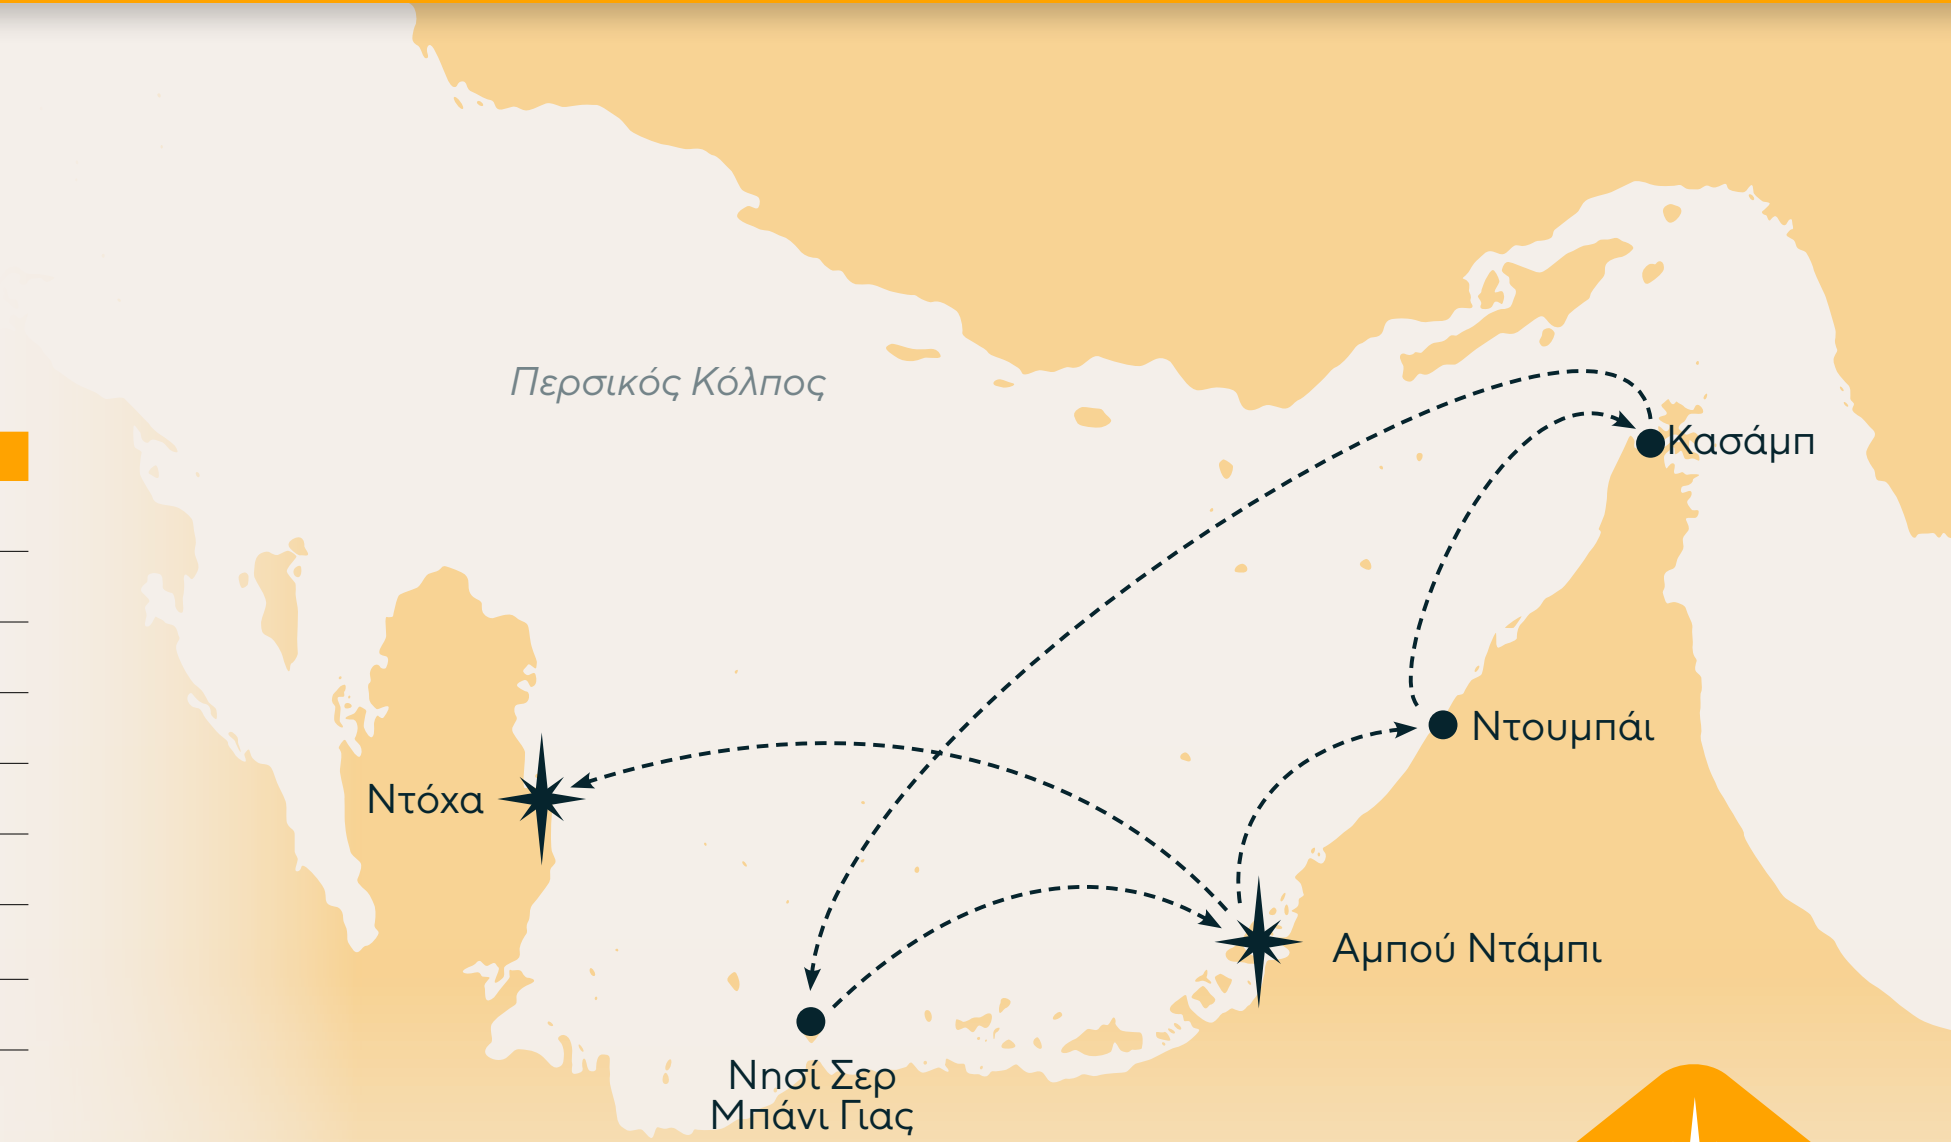 Περσικός Κόλπος
Κασάμπ
Ντουμπάι
Ντόχα
Αμπού Ντάμπι
Νησί Σερ
Μπάνι Γιας